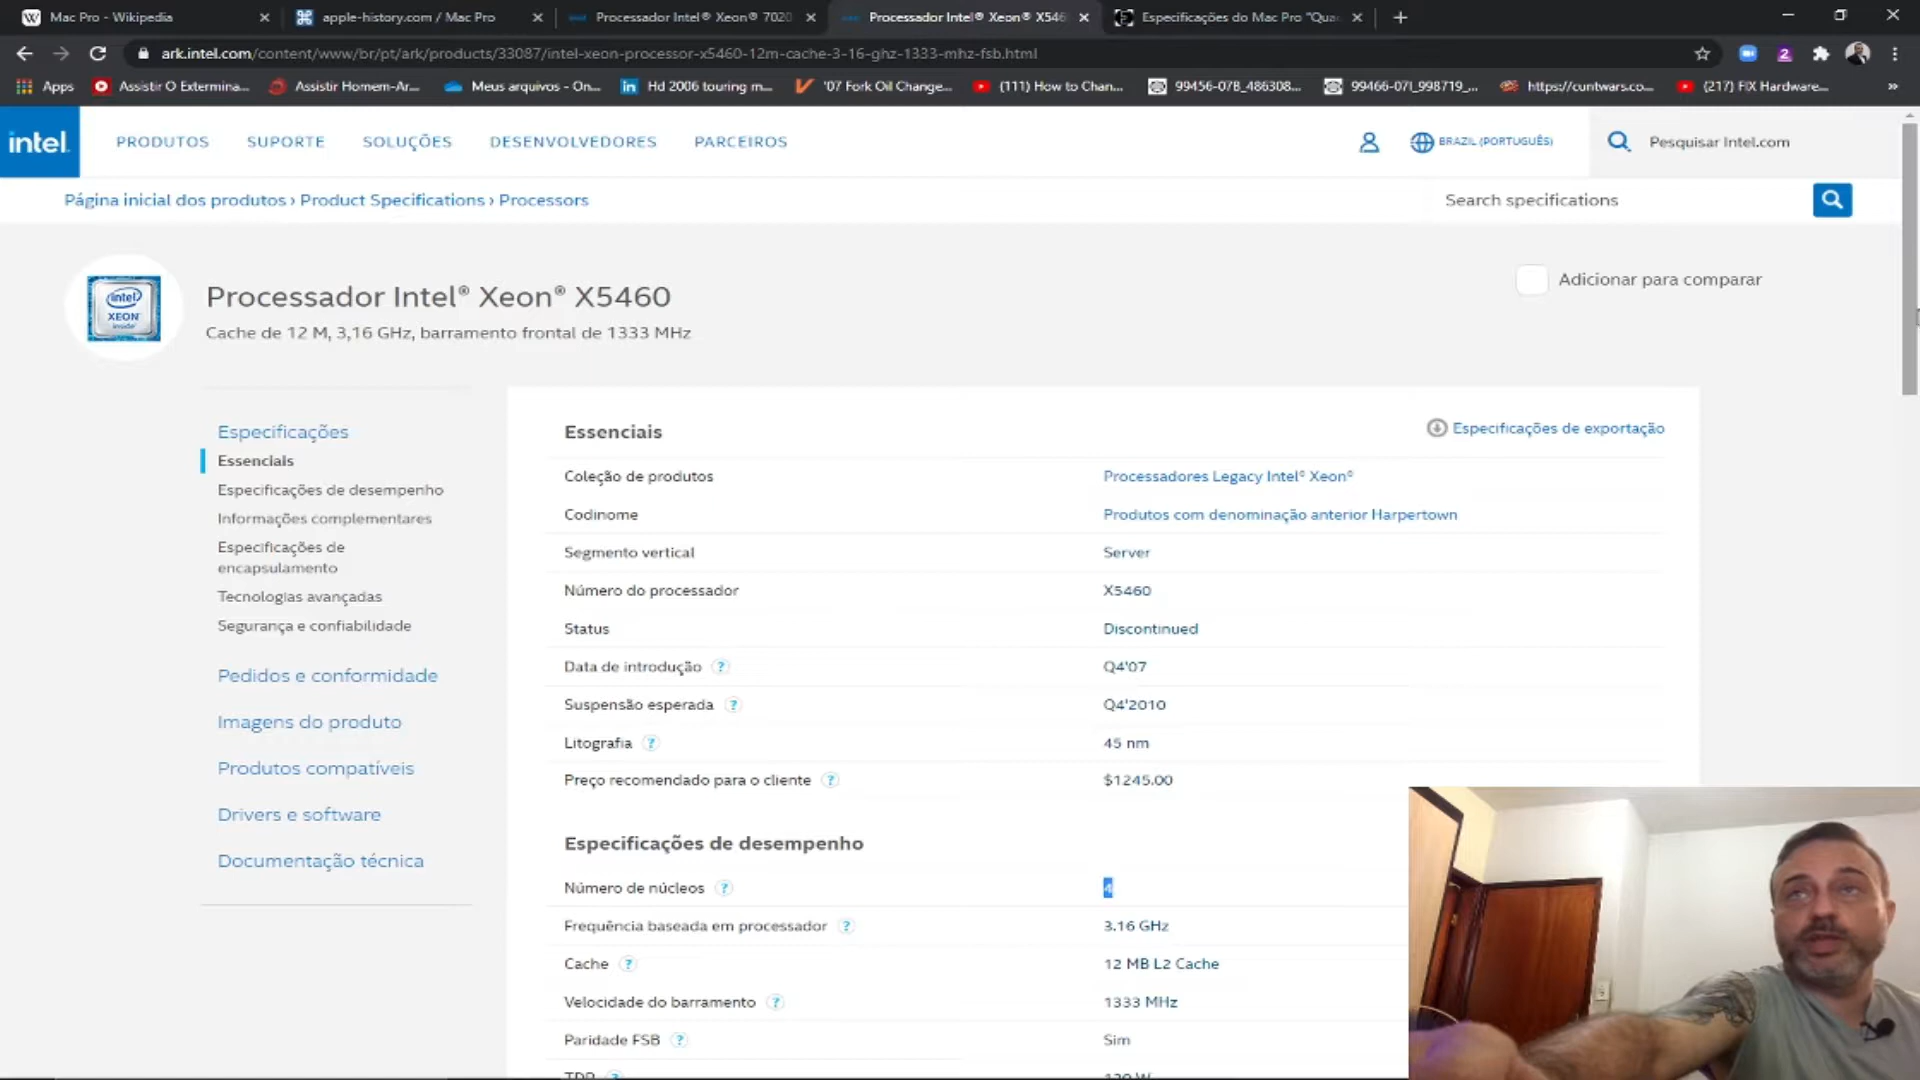 Mac Pro - Wikipedia
apple-history.com / Mac Pro
Processador Intel® Xeon® 7020
Processador Intel® Xeon® X546
Especificações do Mac Pro "Qua
ark.intel.com/content/www/br/pt/ark/products/33087/intel-xeon-processor-x5460-12m-cache-3-16-ghz-1333-mhz-fsb.html
2
Apps
Assistir O Extermina...
Assistir Homem-Ar...
Meus arquivos - On...
Hd 2006 touring m...
'07 Fork Oil Change...
(111) How to Chan...
99456-07B_486308...
99466-07I_998719_...
https://cuntwars.co...
(217) FIX Hardware...
intel.
PRODUTOS
SUPORTE
SOLUÇÕES
DESENVOLVEDORES
PARCEIROS
BRAZIL (PORTUGUÊS)
Pesquisar Intel.com
Página inicial dos produtos › Product Specifications › Processors
Search specifications
intel XEON inside
Processador Intel® Xeon® X5460
Cache de 12 M, 3,16 GHz, barramento frontal de 1333 MHz
Adicionar para comparar
Especificações
Essenciais
Especificações de desempenho
Informações complementares
Especificações de
encapsulamento
Tecnologias avançadas
Segurança e confiabilidade
Pedidos e conformidade
Imagens do produto
Produtos compatíveis
Drivers e software
Documentação técnica
Essenciais
Especificações de exportação
Coleção de produtos Processadores Legacy Intel® Xeon®
Codinome Produtos com denominação anterior Harpertown
Segmento vertical Server
Número do processador X5460
Status Discontinued
Data de introdução ? Q4'07
Suspensão esperada ? Q4'2010
Litografia ? 45 nm
Preço recomendado para o cliente ? $1245.00
Especificações de desempenho
Número de núcleos ? 4
Frequência baseada em processador ? 3.16 GHz
Cache ? 12 MB L2 Cache
Velocidade do barramento ? 1333 MHz
Paridade FSB ? Sim
TDP ? 120 W